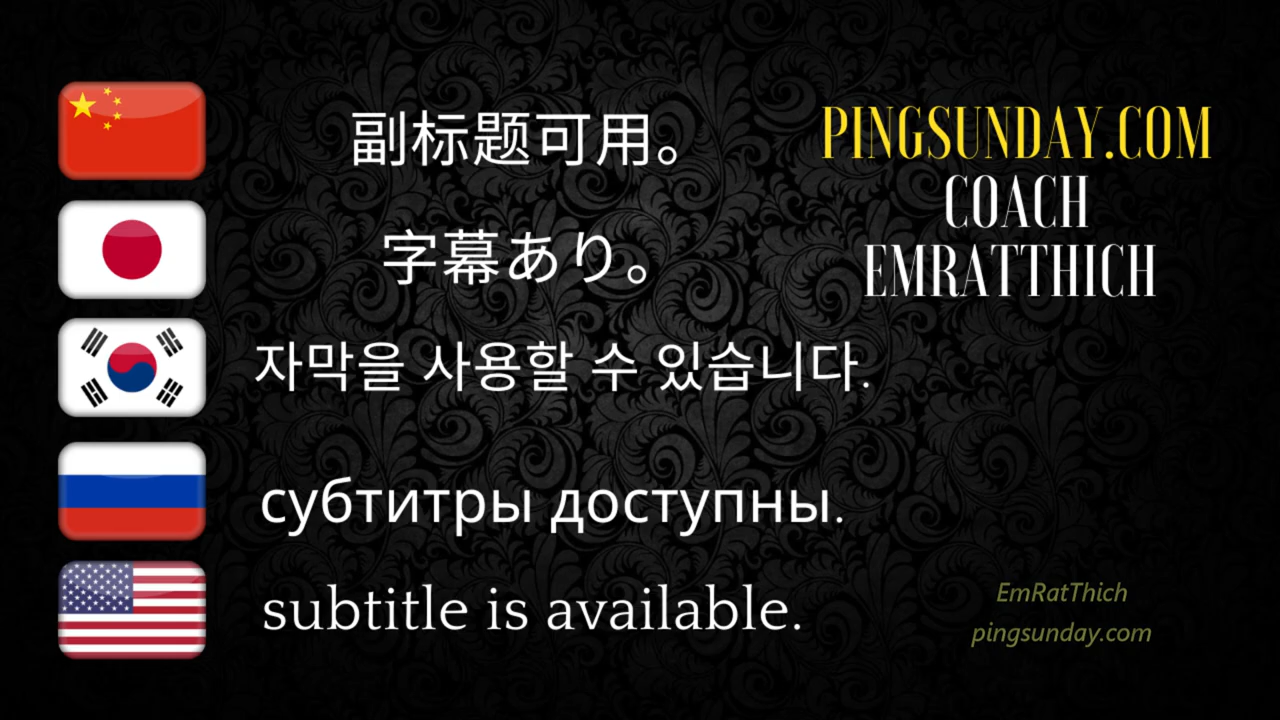 副标题可用。
字幕あり。
자막을 사용할 수 있습니다.
субтитры доступны.
subtitle is available.
PINGSUNDAY.COM
COACH
EMRATTHICH
EmRatThich
pingsunday.com